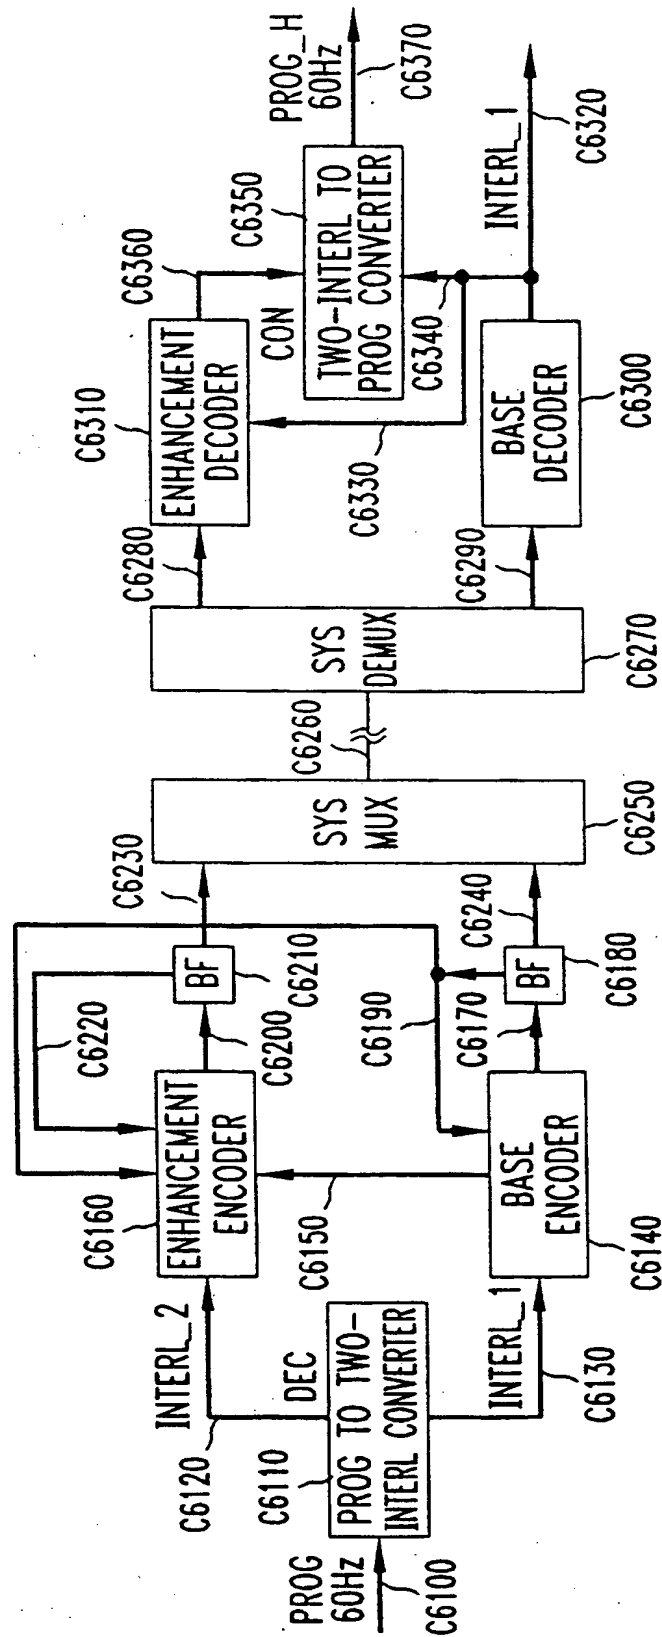 PROG
60Hz
C6100
C6110
PROG TO TWO-
INTERL CONVERTER
DEC
C6120
INTERL_2
INTERL_1
C6130
C6160
ENHANCEMENT
ENCODER
C6150
BASE
ENCODER
C6140
C6220
C6200
BF
C6210
C6190
C6170
BF
C6180
C6230
C6240
SYS
MUX
C6250
C6260
SYS
DEMUX
C6270
C6280
C6290
C6310
ENHANCEMENT
DECODER
C6330
BASE
DECODER
C6300
C6360
CON
C6350
TWO-INTERL TO
PROG CONVERTER
C6340
PROG_H
60Hz
C6370
INTERL_1
C6320